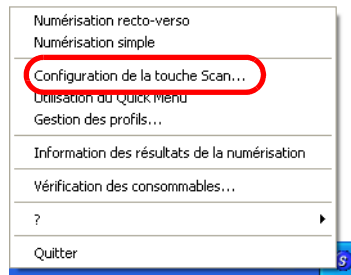 Numérisation recto-verso
Numérisation simple
Configuration de la touche Scan...
Utilisation du Quick Menu
Gestion des profils...
Information des résultats de la numérisation
Vérification des consommables...
?
Quitter
S